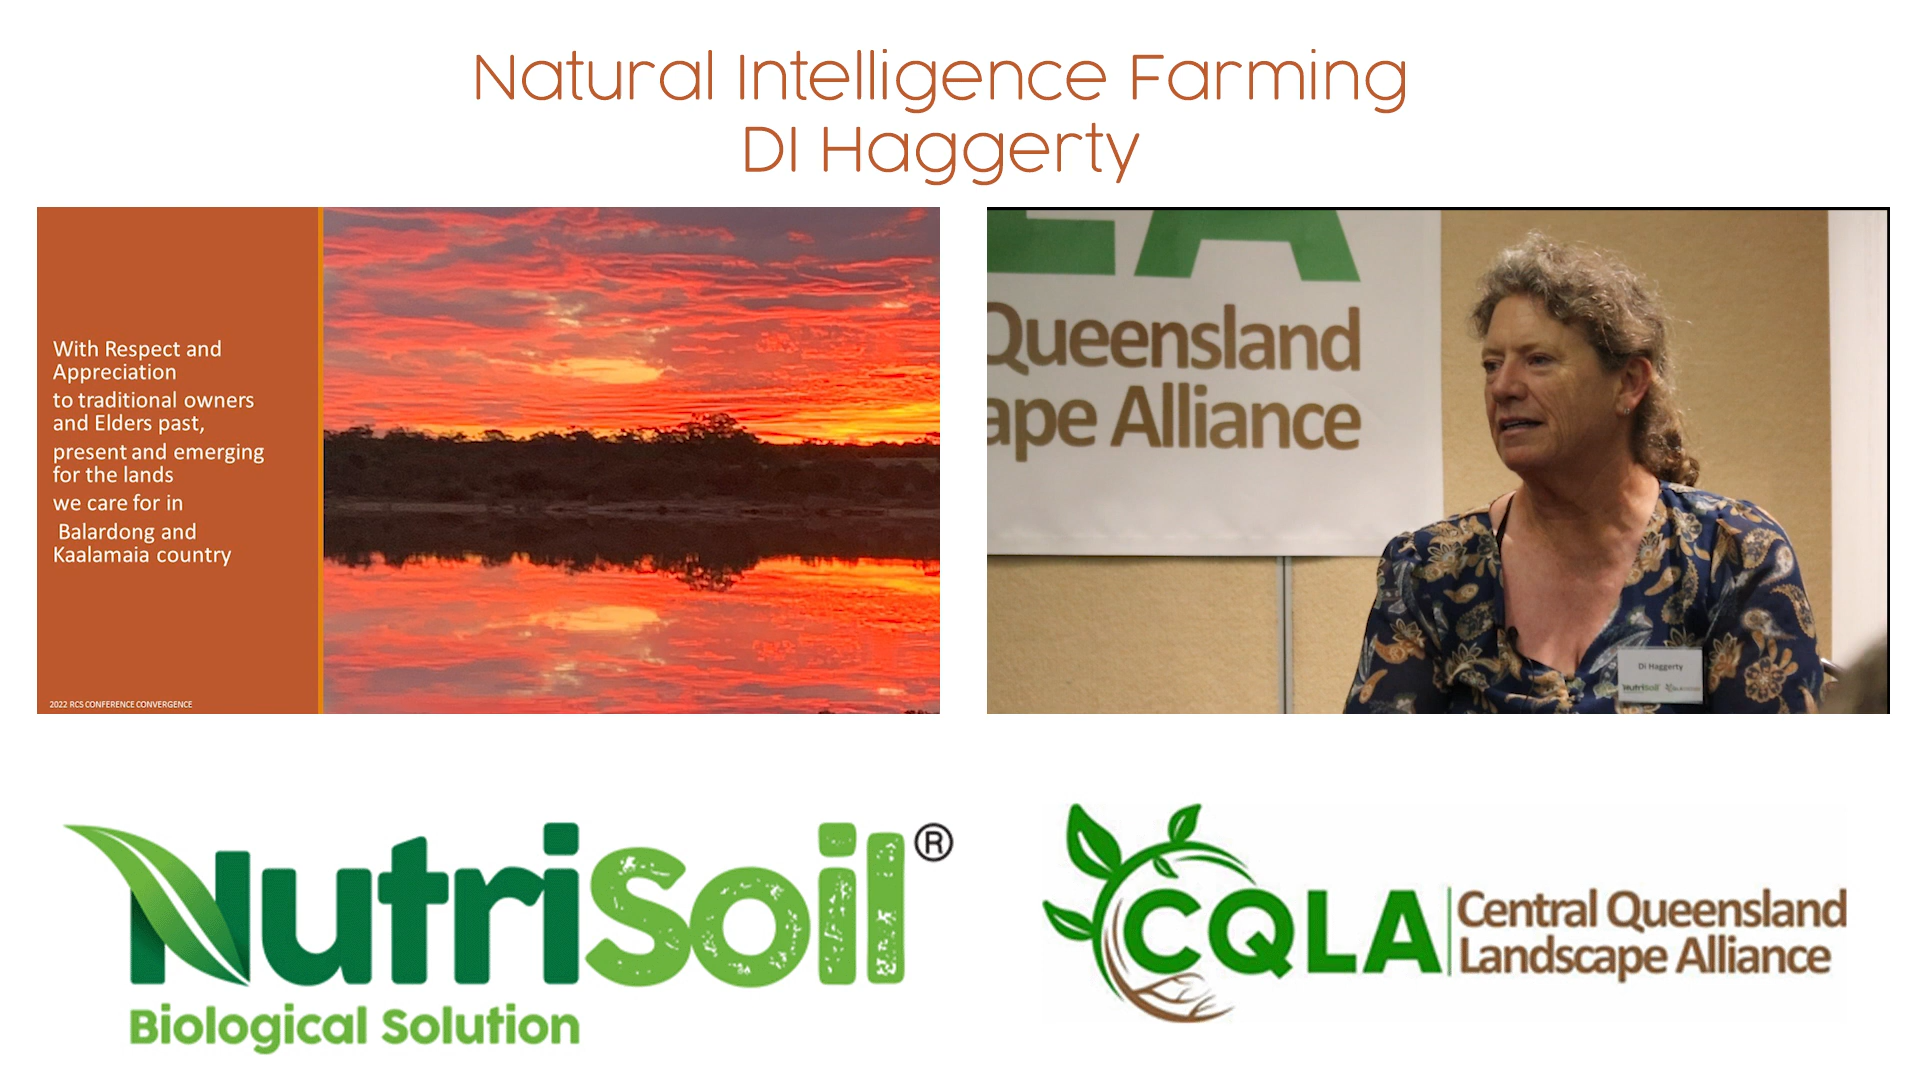 Natural Intelligence Farming
DI Haggerty
With Respect and
Appreciation
to traditional owners
and Elders past,
present and emerging
for the lands
we care for in
Balardong and
Kaalamaia country
2022 RCS CONFERENCE CONVERGENCE
LA
Queensland
ape Alliance
Di Haggerty
NutriSoil
NutriSoil®
Biological Solution
CQLA
Central Queensland
Landscape Alliance